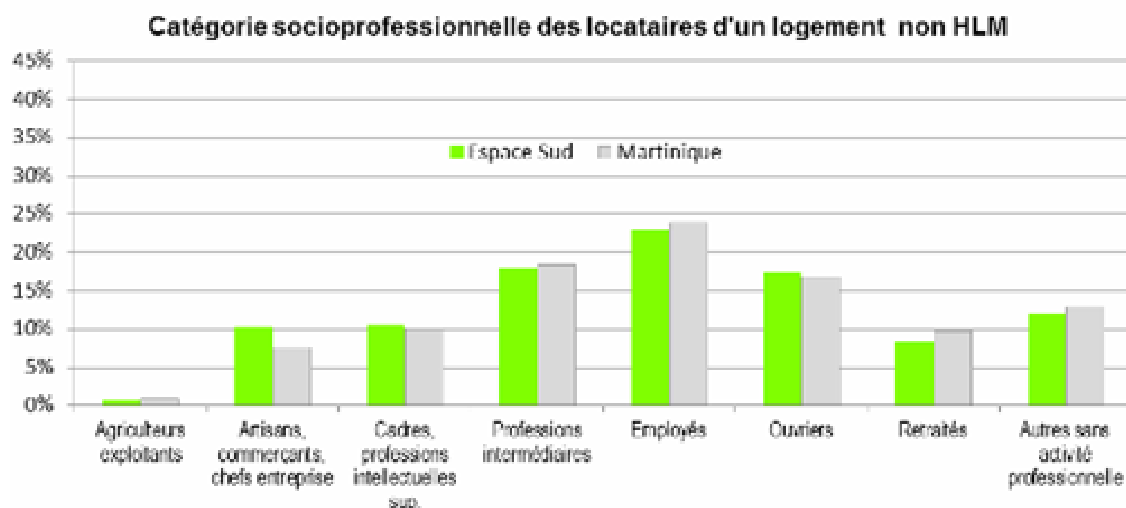 Catégorie socioprofessionnelle des locataires d'un logement non HLM
45%
40%
35%
30%
25%
20%
15%
10%
5%
0%
Espace Sud Martinique
Agriculteurs
exploitants
Artisans,
commerçants,
chefs entreprise
Cadres,
professions
intellectuelles
sup.
Professions
intermédiaires
Employés
Ouvriers
Retraités
Autres sans
activité
professionnelle